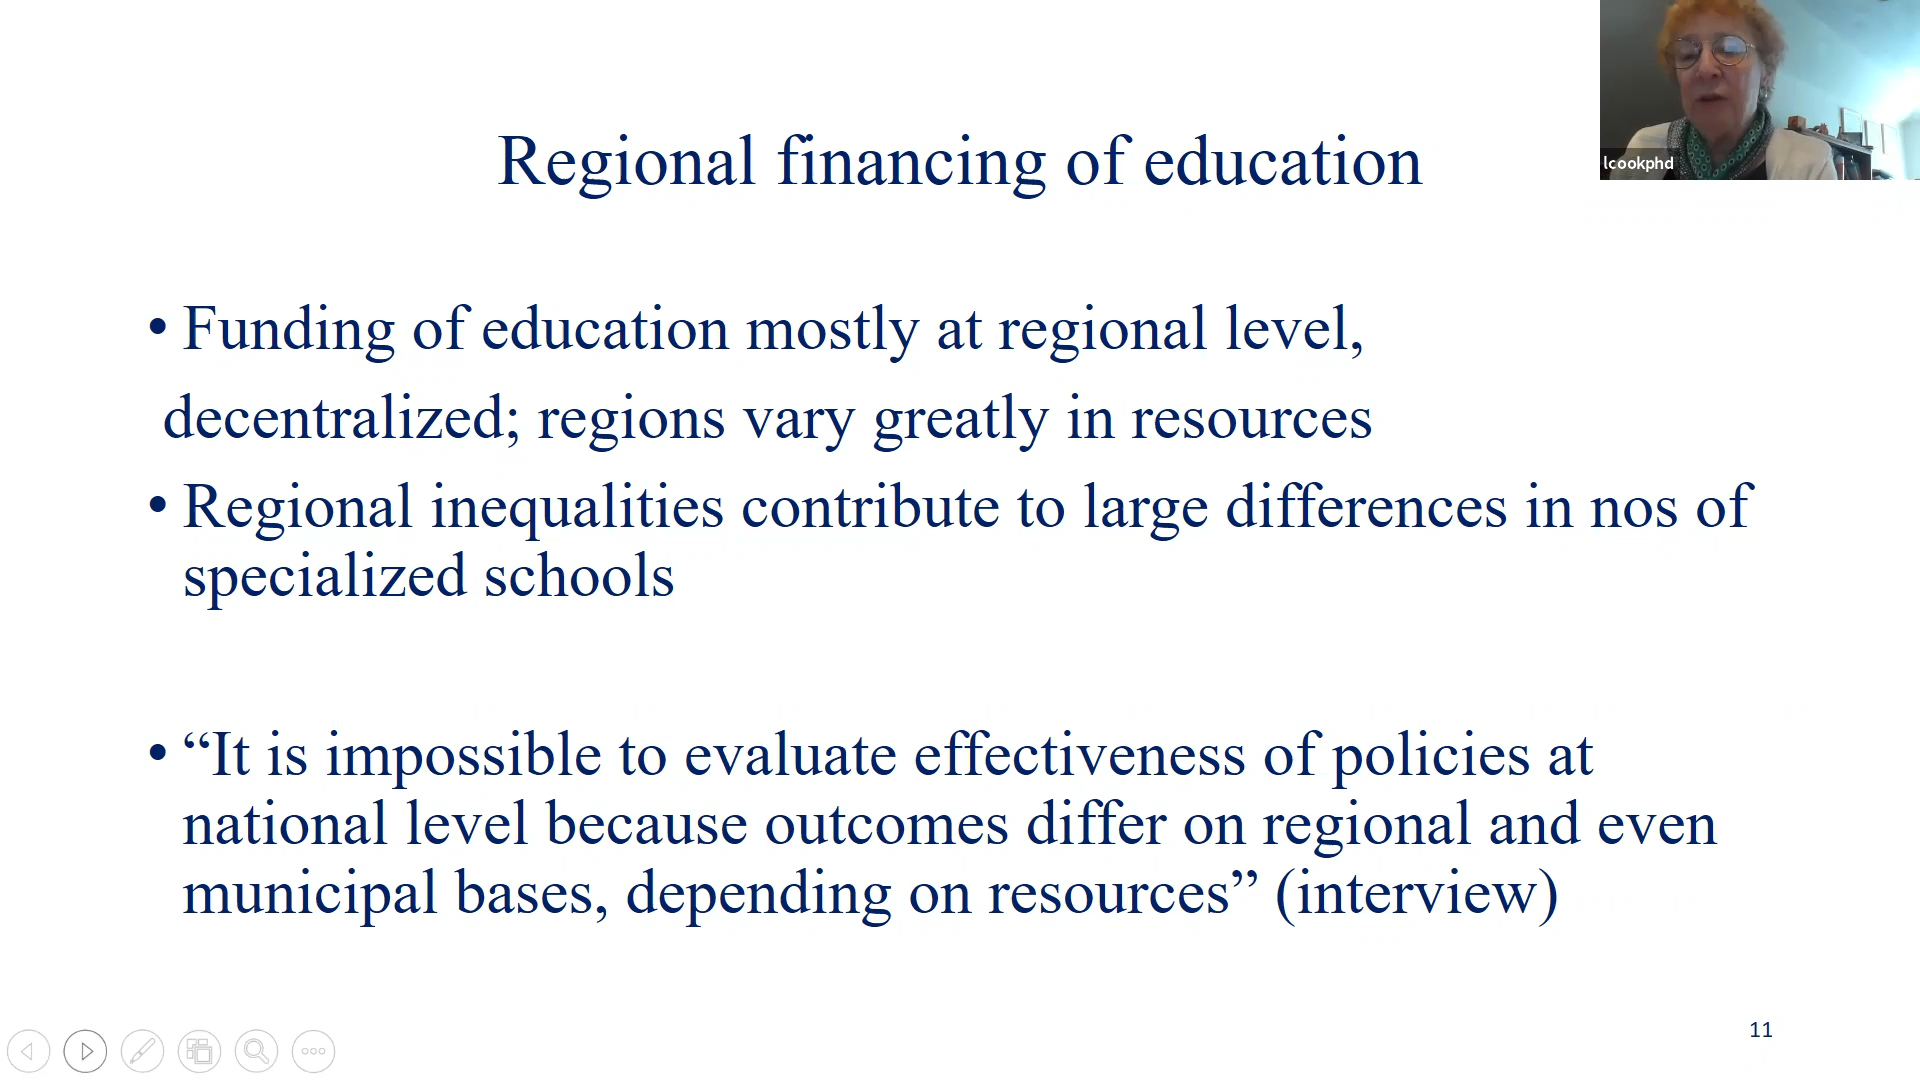 Regional financing of education
lcookphd
• Funding of education mostly at regional level,
decentralized; regions vary greatly in resources
• Regional inequalities contribute to large differences in nos of
specialized schools
• “It is impossible to evaluate effectiveness of policies at
national level because outcomes differ on regional and even
municipal bases, depending on resources” (interview)
11